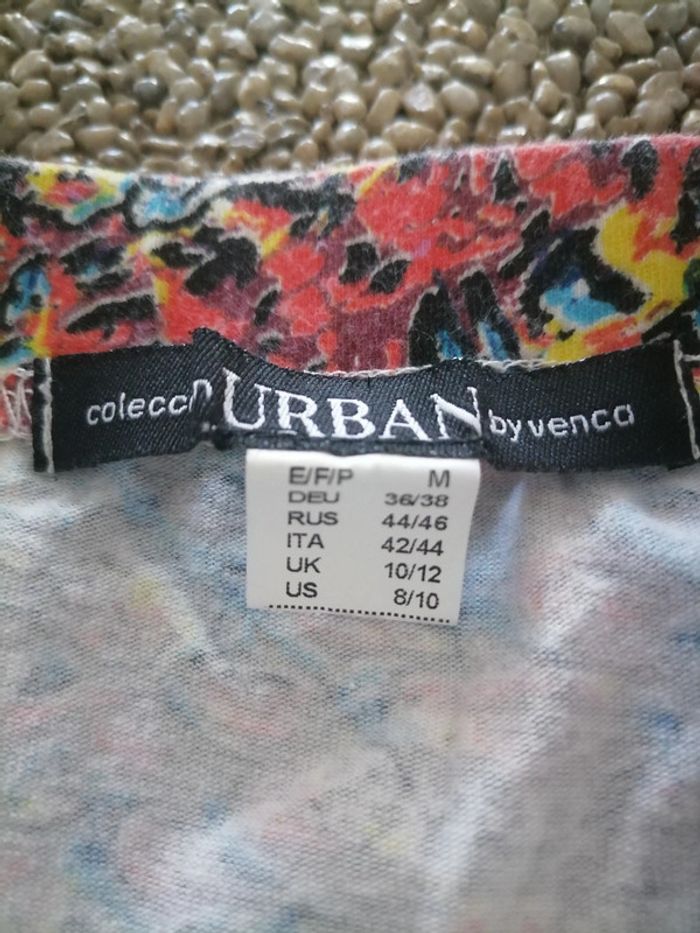 colecci URBAN by venca
E/F/P M
DEU 36/38
RUS 44/46
ITA 42/44
UK 10/12
US 8/10